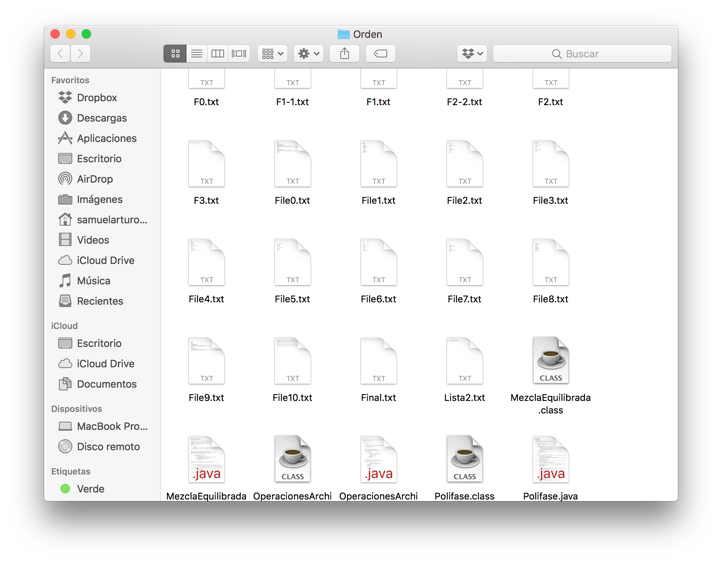 Orden
Buscar
Favoritos
Dropbox
Descargas
Aplicaciones
Escritorio
AirDrop
Imágenes
samuelarturo...
Videos
iCloud Drive
Música
Recientes
iCloud
Escritorio
iCloud Drive
Documentos
Dispositivos
MacBook Pro...
Disco remoto
Etiquetas
Verde
TXT TXT TXT TXT TXT
F0.txt F1-1.txt F1.txt F2-2.txt F2.txt
TXT TXT TXT TXT TXT
F3.txt File0.txt File1.txt File2.txt File3.txt
TXT TXT TXT TXT TXT
File4.txt File5.txt File6.txt File7.txt File8.txt
TXT TXT TXT TXT CLASS
File9.txt File10.txt Final.txt Lista2.txt MezclaEquilibrada
.class
.java CLASS .java CLASS .java
MezclaEquilibrada OperacionesArchi OperacionesArchi Polifase.class Polifase.java